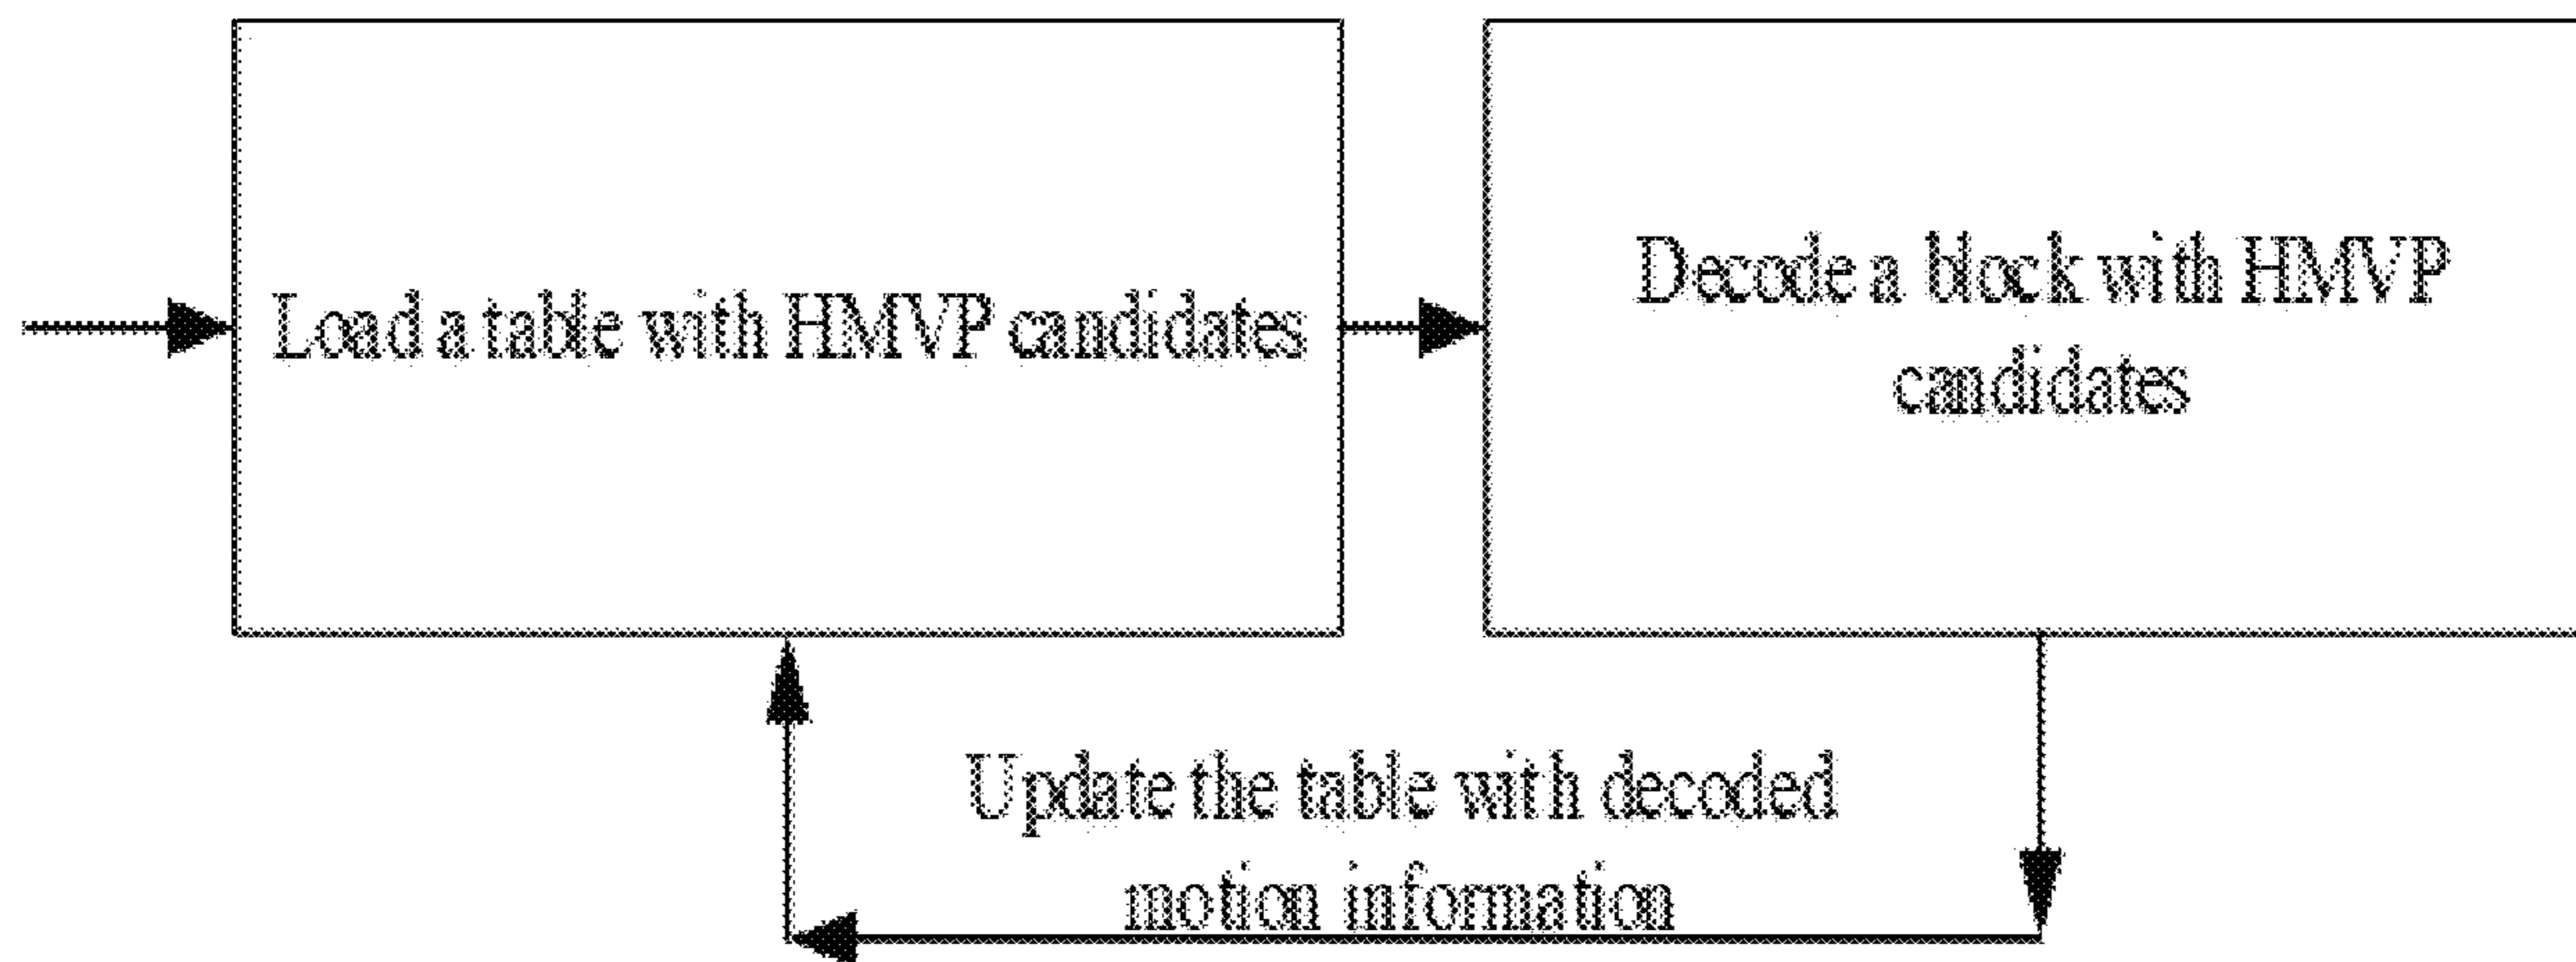 Load a table with HMVP candidates
Decode a block with HMVP
candidates
Update the table with decoded
motion information